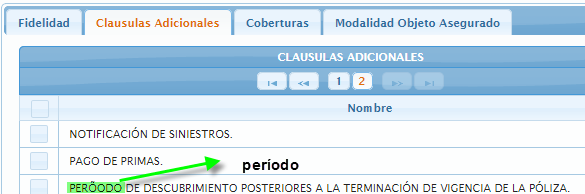 Fidelidad Clausulas Adicionales Coberturas Modalidad Objeto Asegurado
CLAUSULAS ADICIONALES
1 2
Nombre
NOTIFICACIÓN DE SINIESTROS.
PAGO DE PRIMAS.
período
PERÕODO DE DESCUBRIMIENTO POSTERIORES A LA TERMINACIÓN DE VIGENCIA DE LA PÓLIZA.